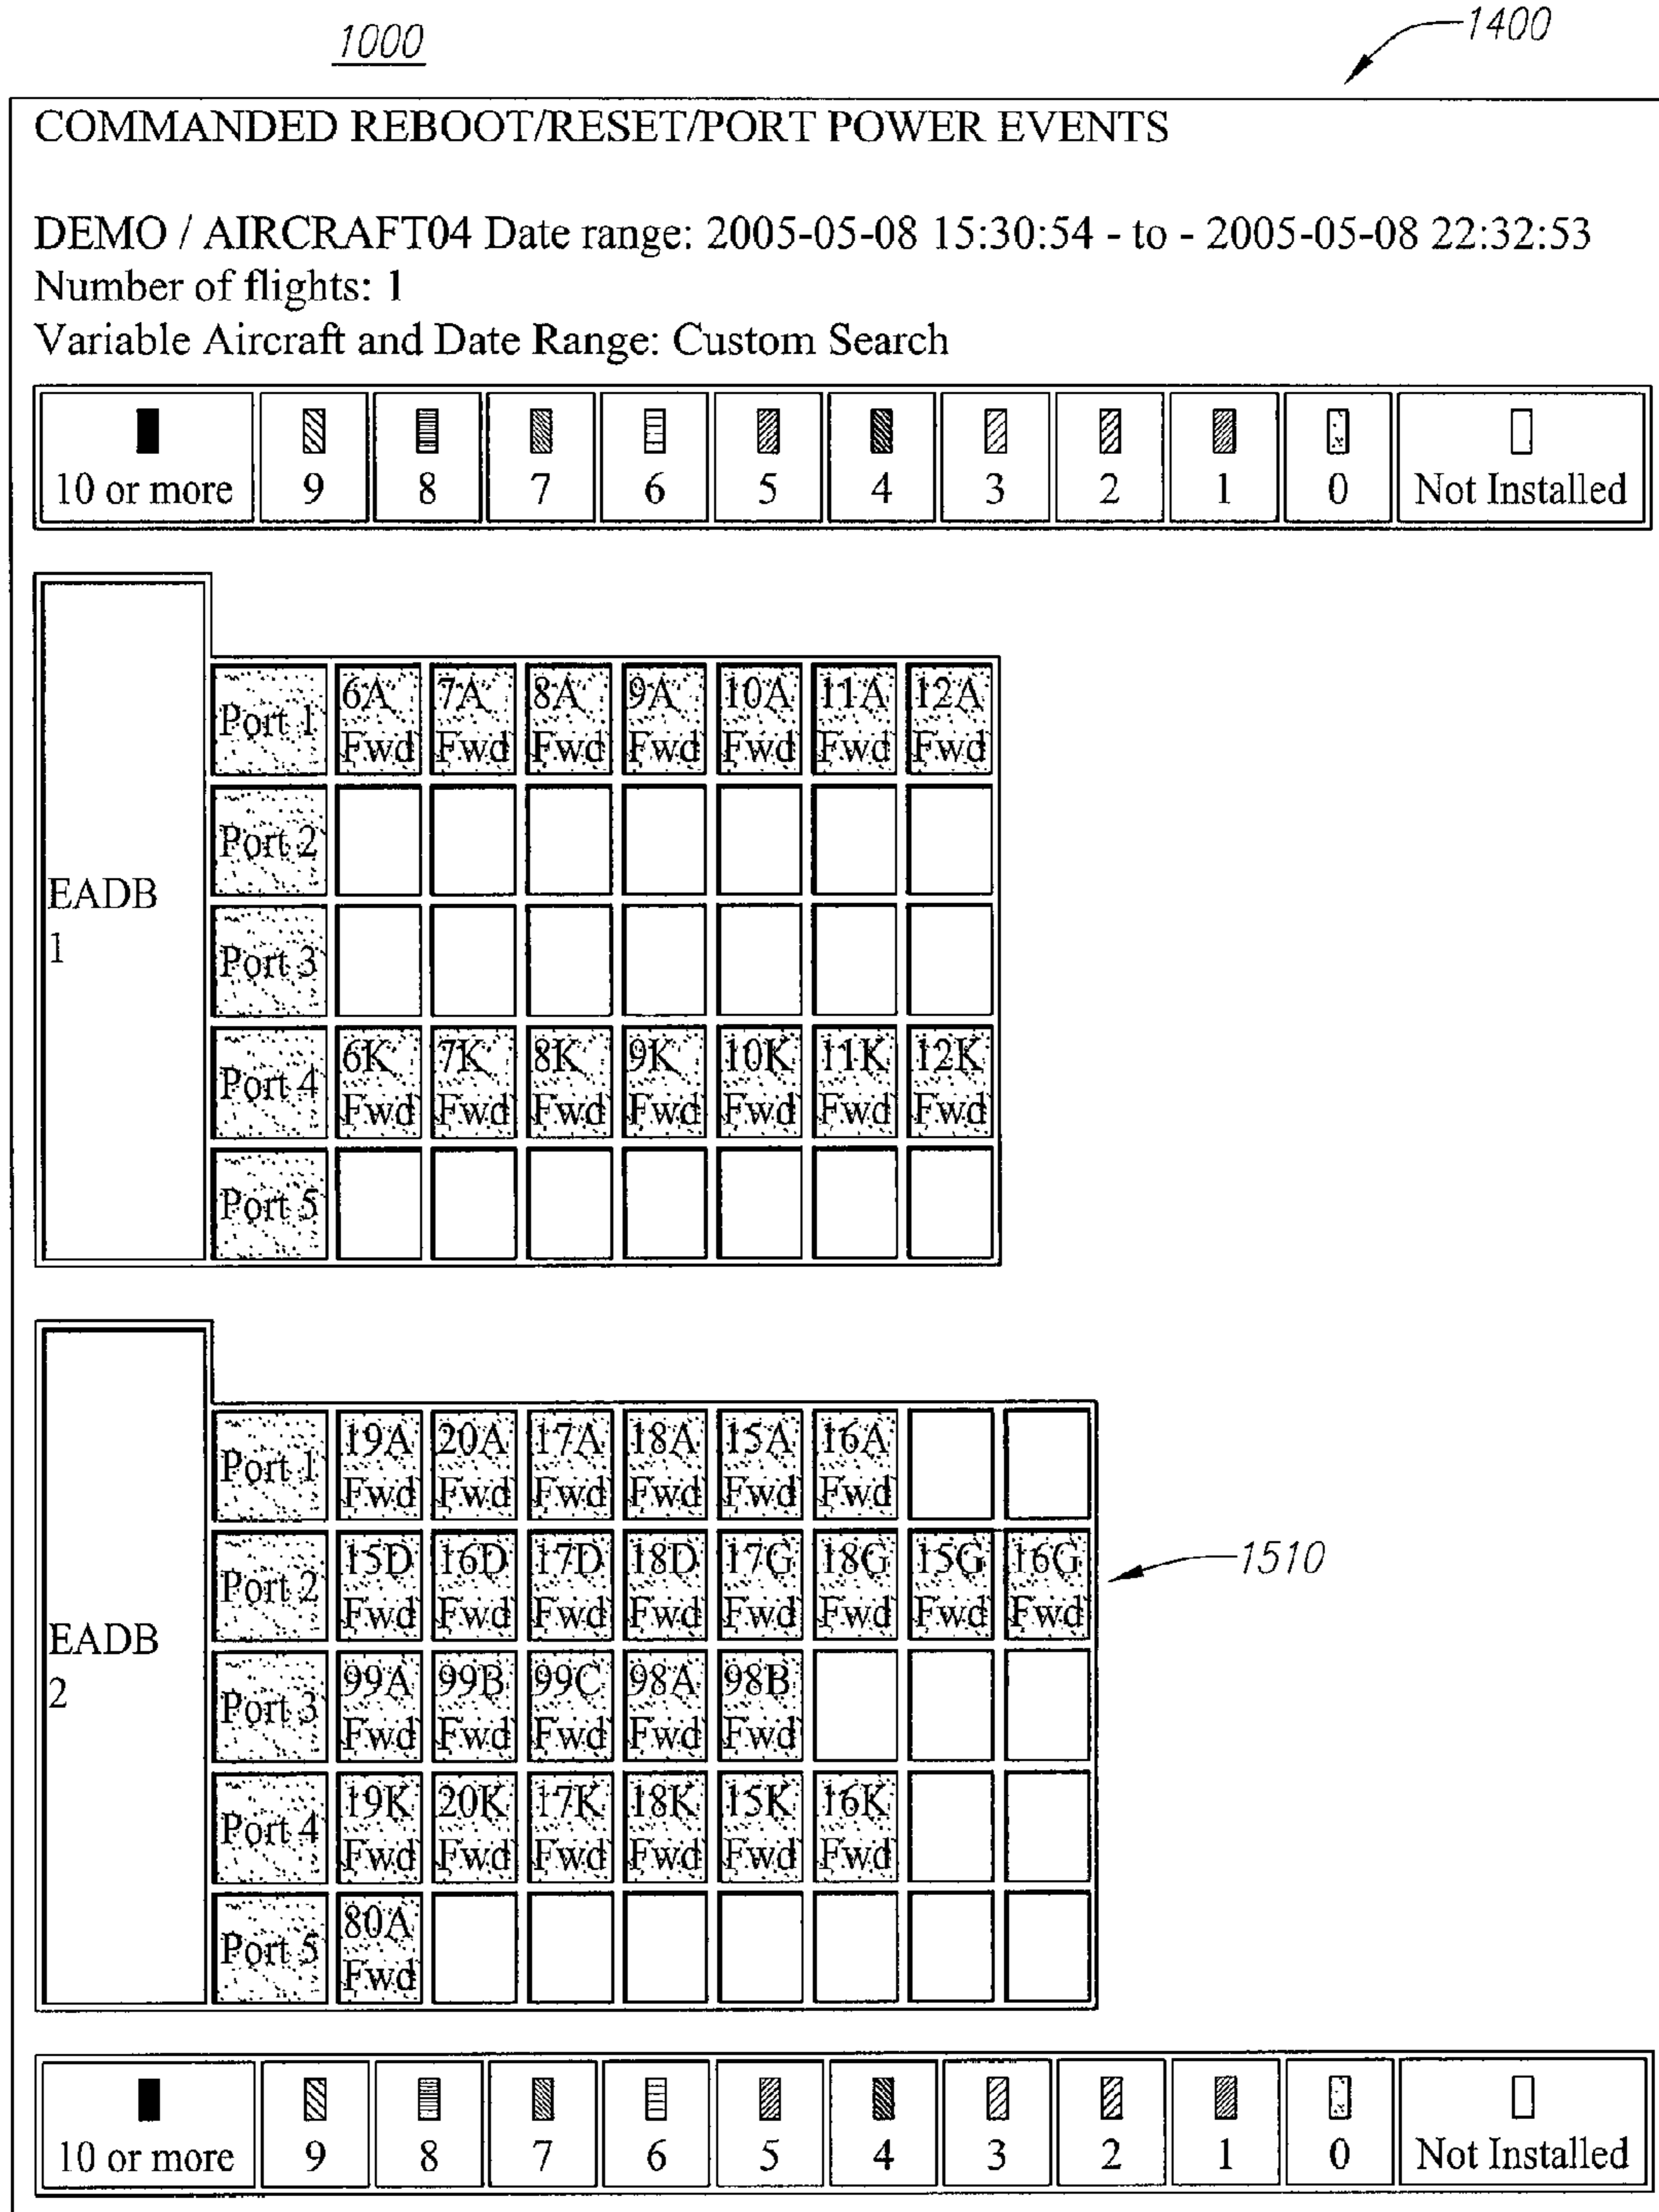 1000
1400
COMMANDED REBOOT/RESET/PORT POWER EVENTS
DEMO / AIRCRAFT04 Date range: 2005-05-08 15:30:54 - to - 2005-05-08 22:32:53
Number of flights: 1
Variable Aircraft and Date Range: Custom Search
10 or more 9 8 7 6 5 4 3 2 1 0 Not Installed
EADB
1
Port 1 6A Fwd 7A Fwd 8A Fwd 9A Fwd 10A Fwd 11A Fwd 12A Fwd
Port 2
Port 3
Port 4 6K Fwd 7K Fwd 8K Fwd 9K Fwd 10K Fwd 11K Fwd 12K Fwd
Port 5
EADB
2
Port 1 19A Fwd 20A Fwd 17A Fwd 18A Fwd 15A Fwd 16A Fwd
Port 2 15D Fwd 16D Fwd 17D Fwd 18D Fwd 17G Fwd 18G Fwd 15G Fwd 16G Fwd
1510
Port 3 99A Fwd 99B Fwd 99C Fwd 98A Fwd 98B Fwd
Port 4 19K Fwd 20K Fwd 17K Fwd 18K Fwd 15K Fwd 16K Fwd
Port 5 80A Fwd
10 or more 9 8 7 6 5 4 3 2 1 0 Not Installed